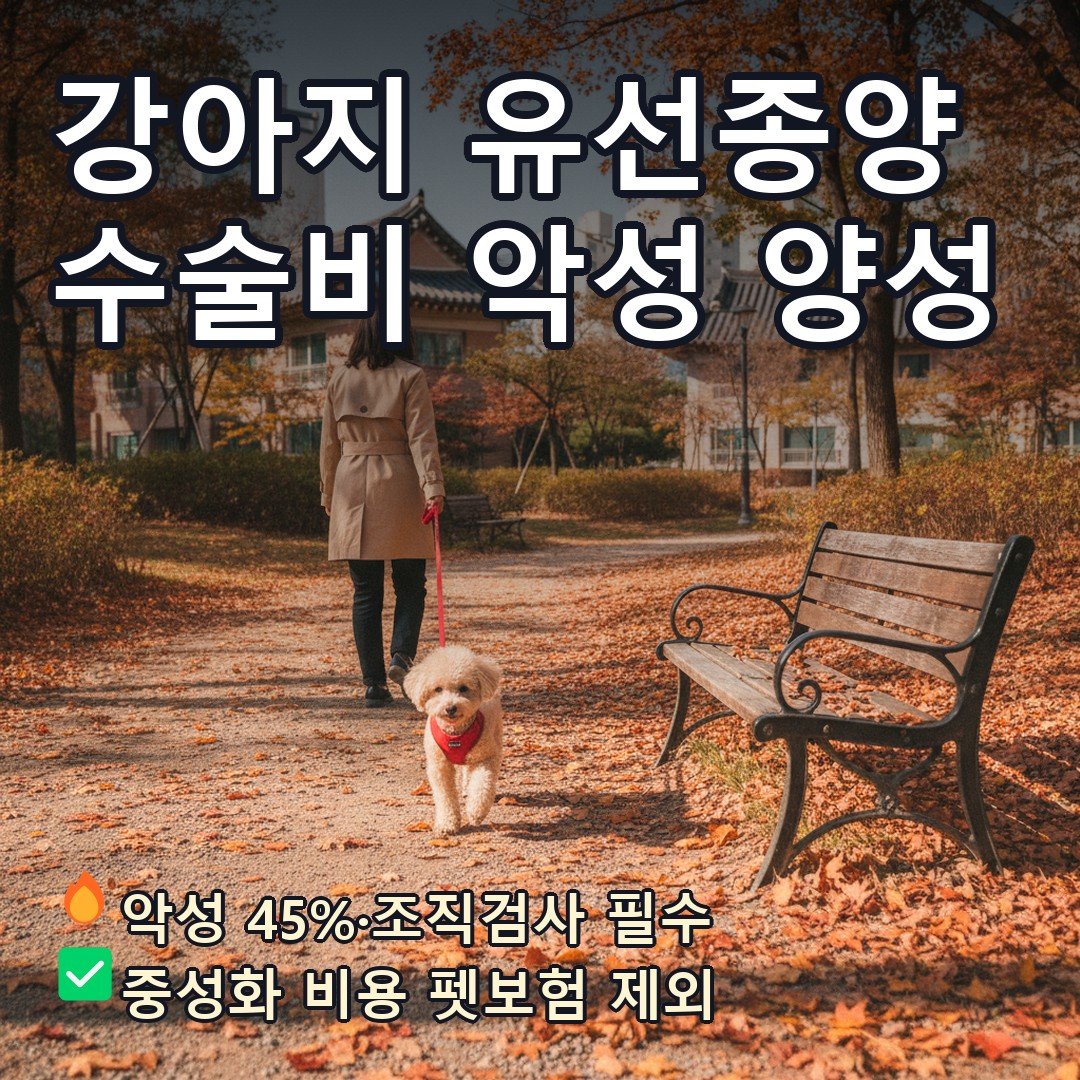 강아지 유선종양
수술비 악성 양성
🔥 악성 45%·조직검사 필수
✅ 중성화 비용 펫보험 제외